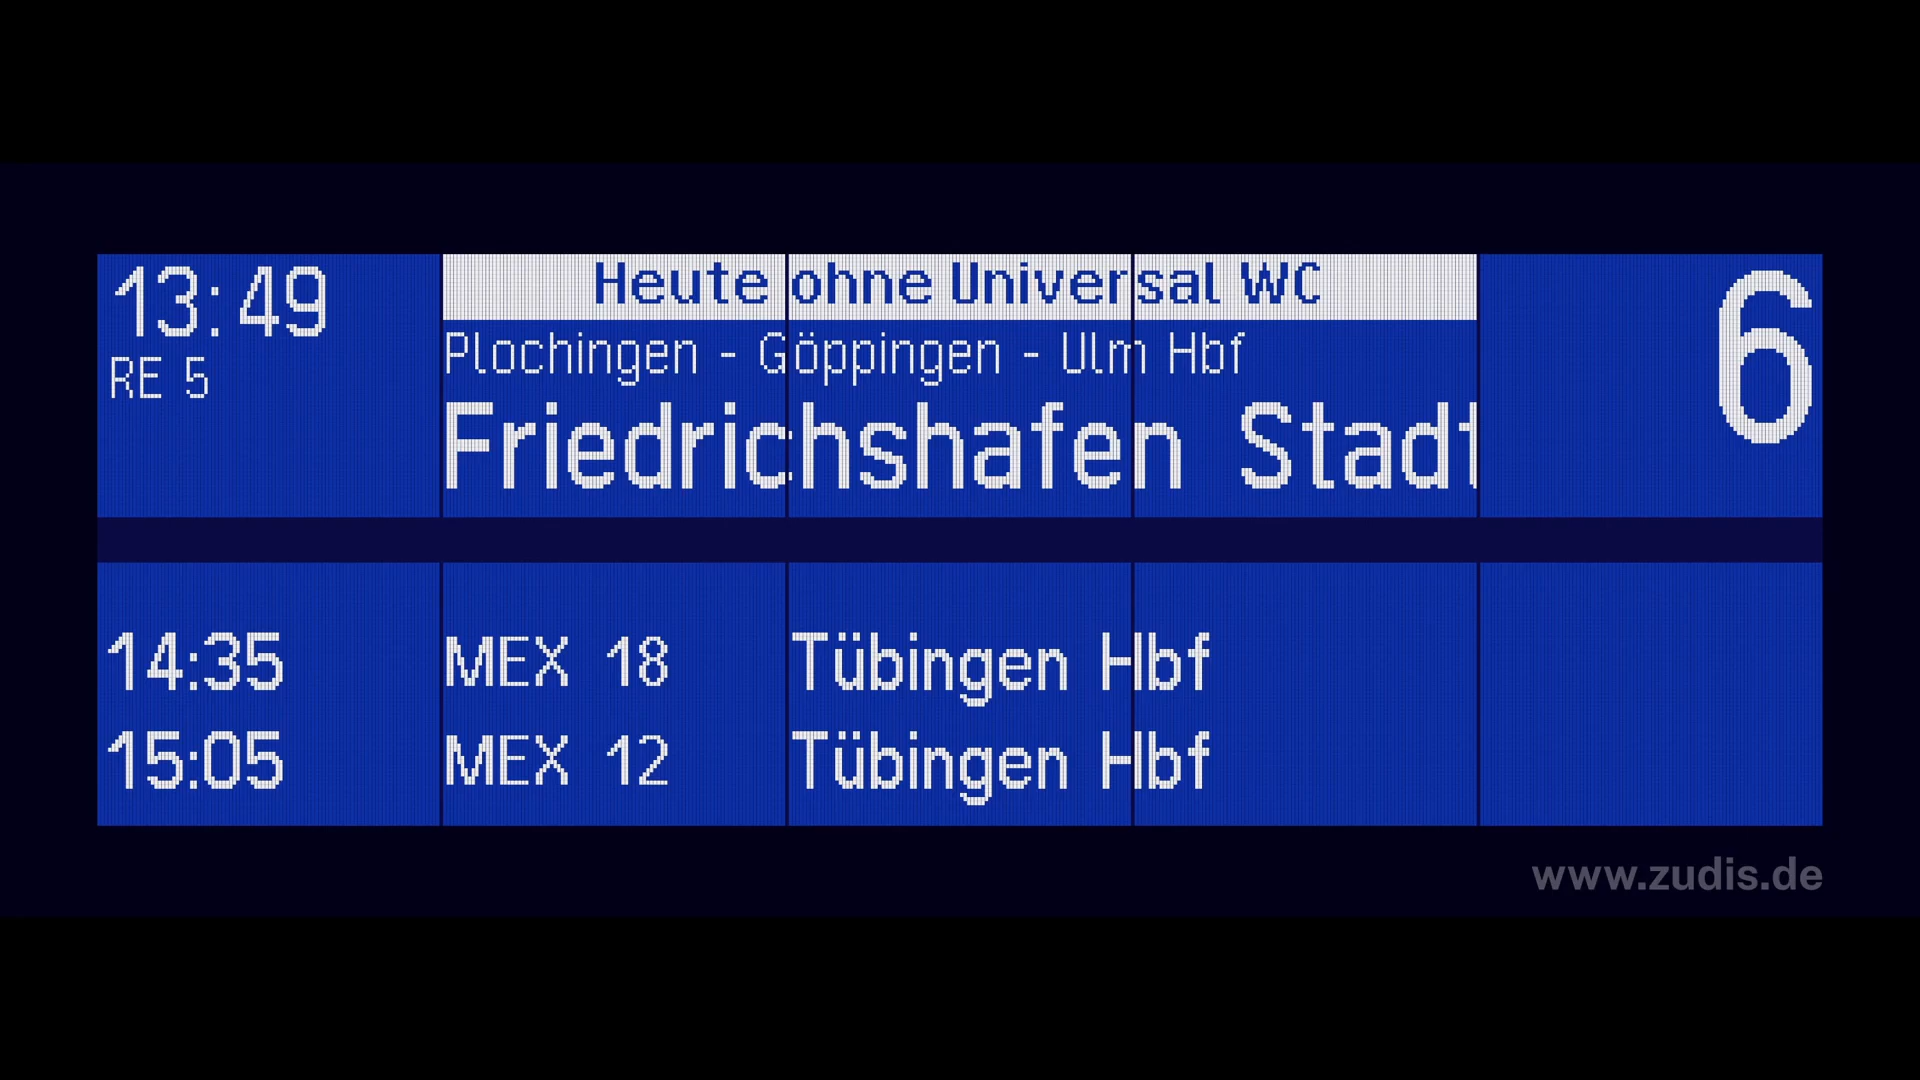 13:49
Heute ohne Universal WC
6
RE 5
Plochingen - Göppingen - Ulm Hbf
Friedrichshafen Stadt
14:35 MEX 18 Tübingen Hbf
15:05 MEX 12 Tübingen Hbf
www.zudis.de